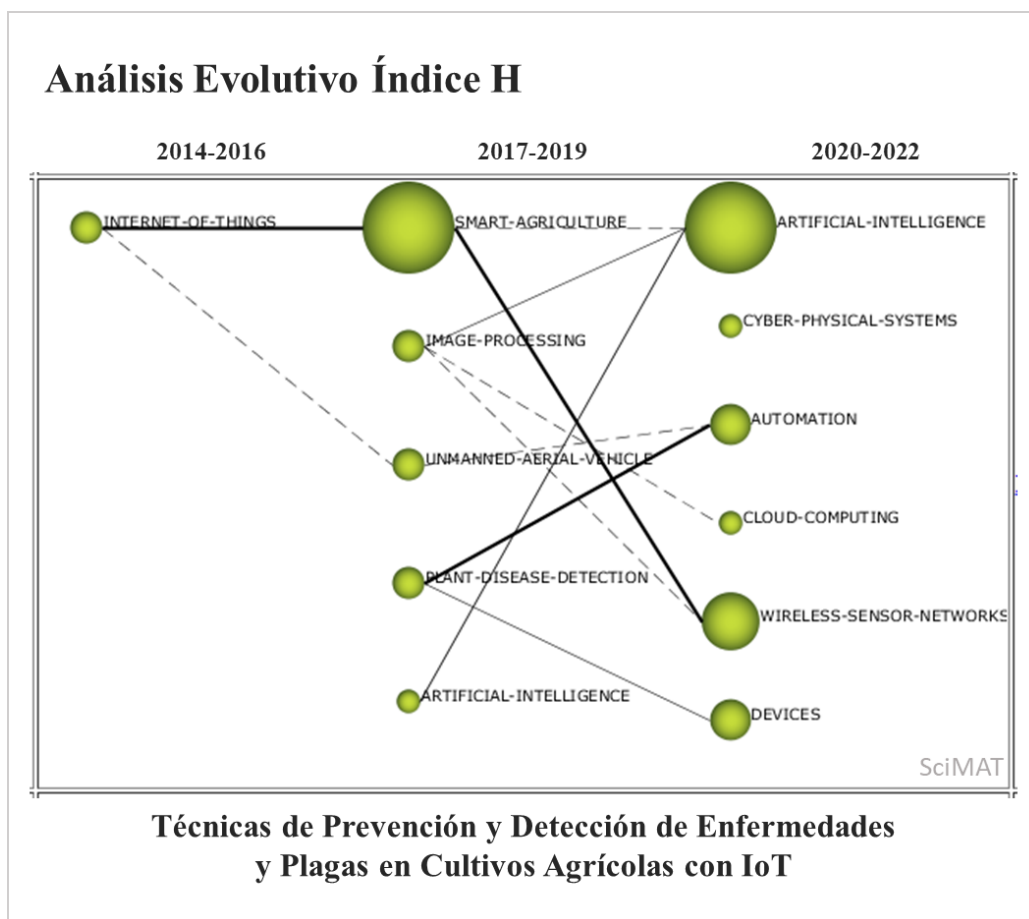 Análisis Evolutivo Índice H
2014-2016
2017-2019
2020-2022
INTERNET-OF-THINGS
SMART-AGRICULTURE
ARTIFICIAL-INTELLIGENCE
CYBER-PHYSICAL-SYSTEMS
IMAGE-PROCESSING
AUTOMATION
UNMANNED-AERIAL-VEHICLE
CLOUD-COMPUTING
PLANT-DISEASE-DETECTION
WIRELESS-SENSOR-NETWORKS
ARTIFICIAL-INTELLIGENCE
DEVICES
SciMAT
Técnicas de Prevención y Detección de Enfermedades
y Plagas en Cultivos Agrícolas con IoT